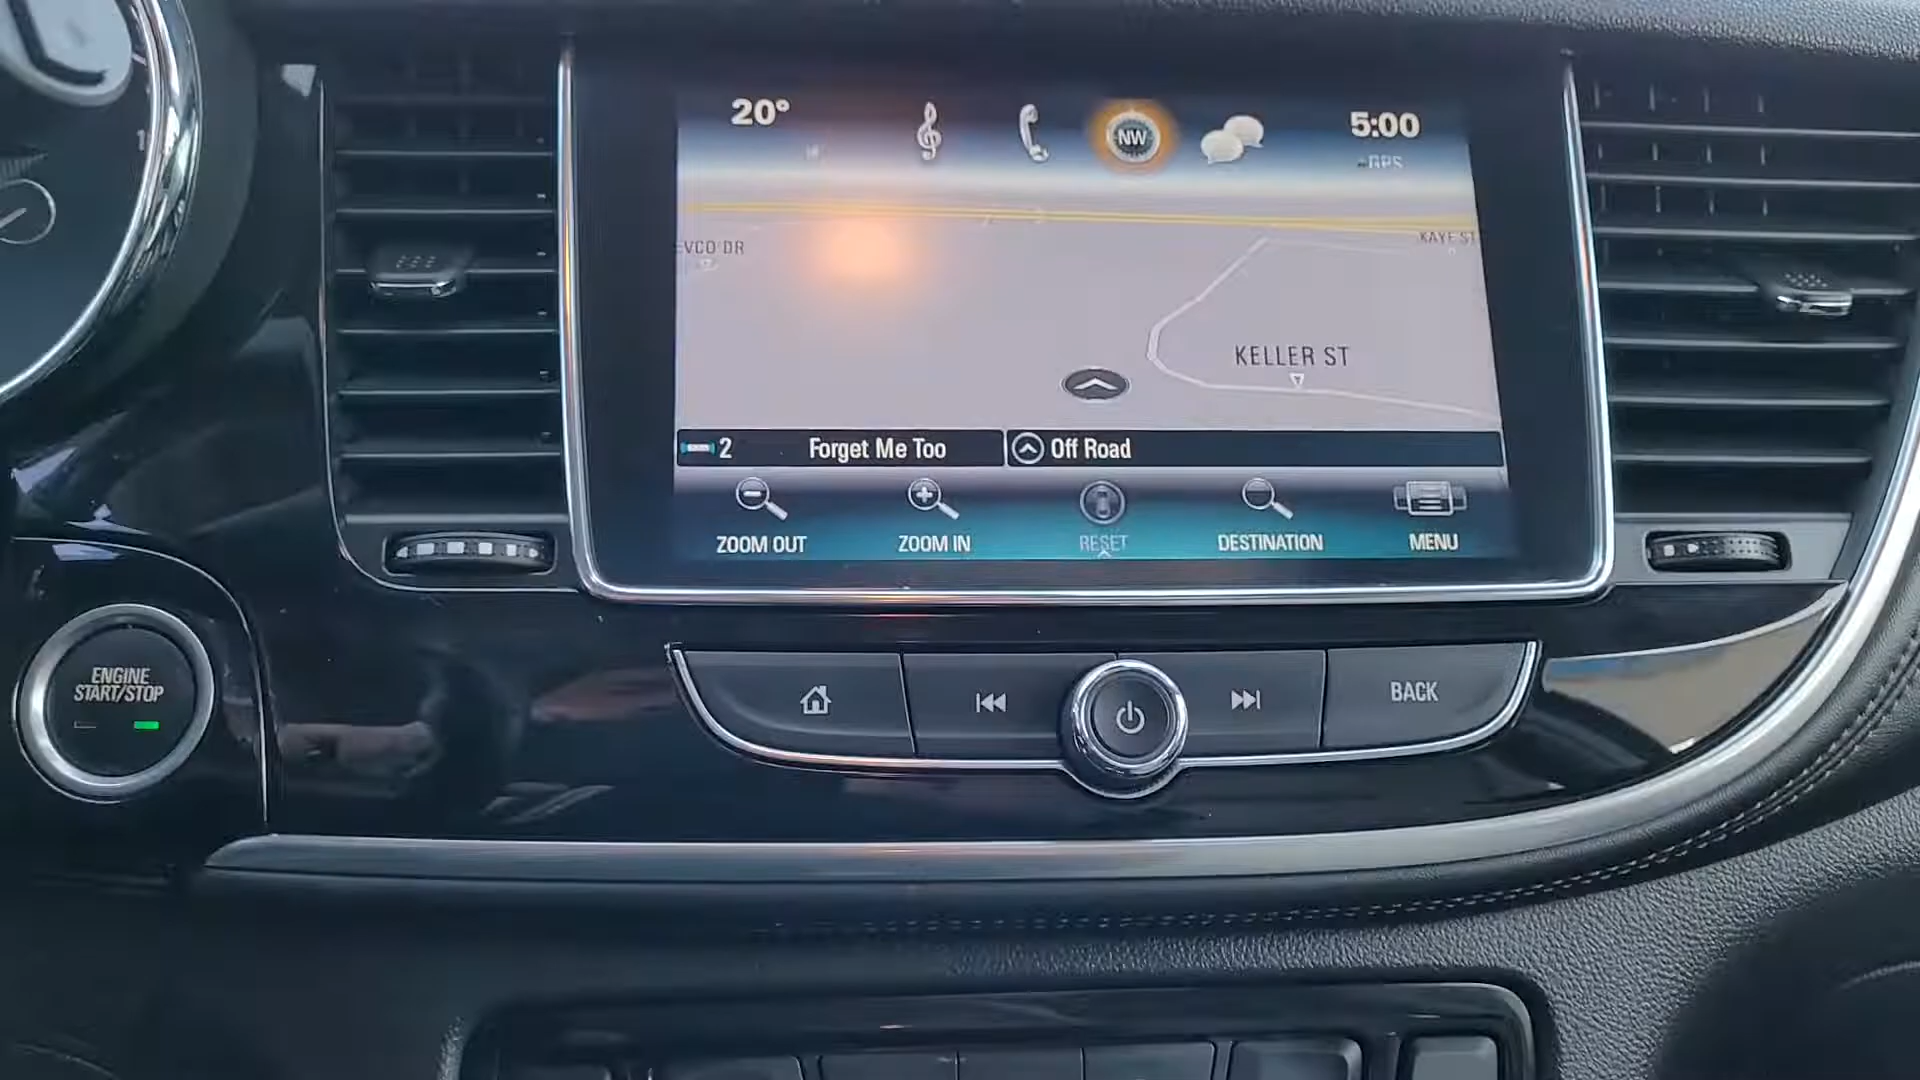 20°
NW
5:00
GPS
EVCO DR
KAYE ST
KELLER ST
2
Forget Me Too
Off Road
ZOOM OUT
ZOOM IN
RESET
DESTINATION
MENU
ENGINE
START/STOP
BACK